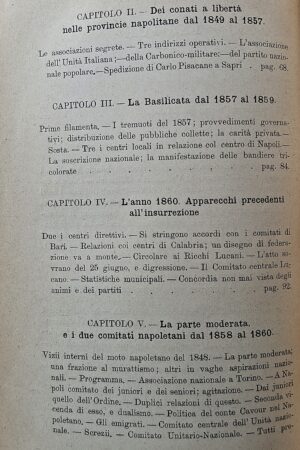 CAPITOLO II. — Dei conati a libertà
nelle provincie napolitane dal 1849 al 1857.
Le associazioni segrete. — Tre indirizzi operativi. — L'associazione
dell'Unità Italiana; — della Carbonico-militare: — del partito na-
zionale popolare. — Spedizione di Carlo Pisacane a Sapri . pag. 68.
CAPITOLO III. — La Basilicata dal 1857 al 1859.
Prime filamenta. — I tremuoti del 1857; provvedimenti gover-
nativi; distribuzione delle pubbliche collette; la carità privata. —
Sosta. — Tre i centri locali in relazione col centro di Napoli. —
La suscrizione nazionale; la manifestazione delle bandiere tri-
colorate . . . . . . . . . . . . . . pag. 84.
CAPITOLO IV. — L'anno 1860. Apparecchi precedenti
all'insurrezione.
Due i centri direttivi. — Si stringono accordi con i comitati di
Bari. — Relazioni coi centri di Calabria; un disegno di federa-
zione va a monte. — Circolare ai Ricchi Lucani. — L'atto so-
vrano del 25 giugno, e digressione. — Il Comitato centrale Lu-
cano — Statistiche municipali. — Concordia non mai vista degli
animi e dei partiti . . . . . . . . . . pag. 92.
CAPITOLO V. — La parte moderata,
e i due comitati napoletani dal 1858 al 1860.
Vizii interni del moto napoletano del 1848. — La parte moderata;
una frazione al murattismo; altri in vaghe aspirazioni nazio-
nali. — Programma. — Associazione nazionale a Torino. — A Na-
poli comitato dei juniori e dei seniori; agitazione. — Dai juniori
quello dell'Ordine. — Duplici relazioni di questo. — Seconda vi-
cenda di esso, e dualismo. — Politica del conte Cavour nel Na-
poletano, — Gli emigrati. — Comitato centrale dell'Unità nazio-
nale. — Screzii. — Comitato Unitario-Nazionale. — Tutti pro-